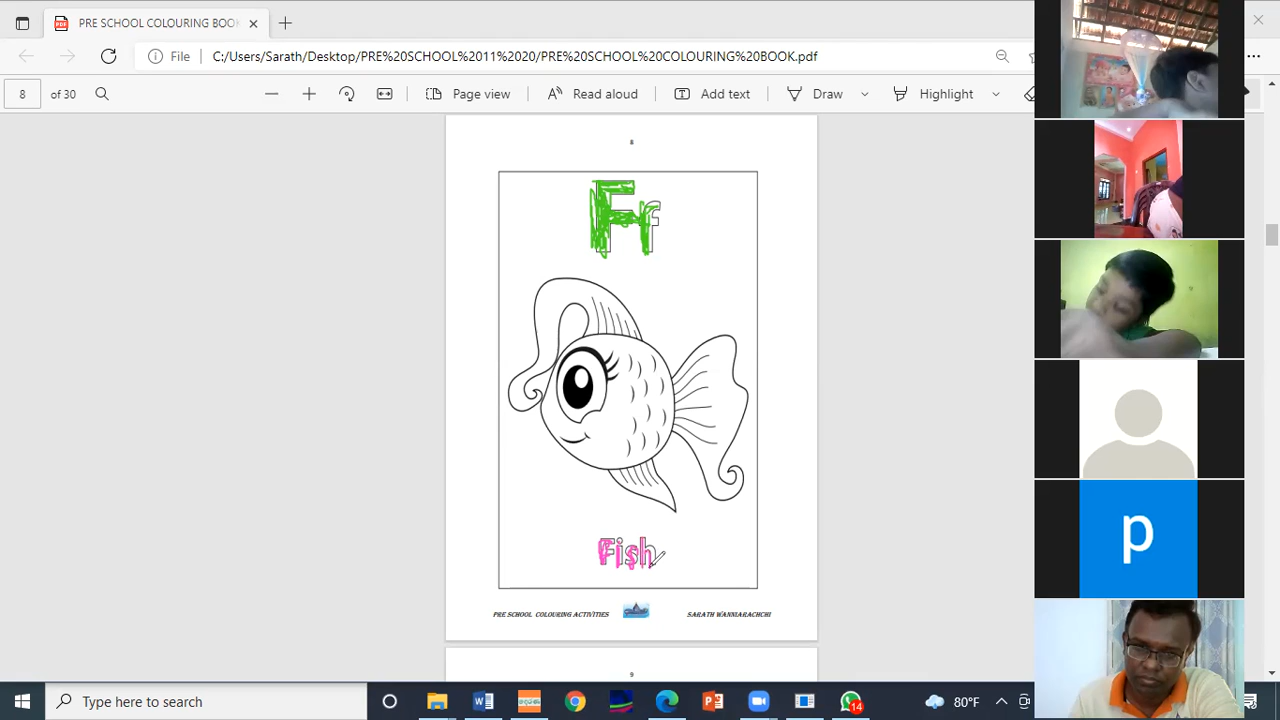 PRE SCHOOL COLOURING BOOK
File
C:/Users/Sarath/Desktop/PRE%20SCHOOL%2011%2020/PRE%20SCHOOL%20COLOURING%20BOOK.pdf
8 of 30
Page view
Read aloud
Add text
Draw
Highlight
8
Ff
Fish
PRE SCHOOL COLOURING ACTIVITIES
SARATH WANNIARACHCHI
9
p
Type here to search
14
80°F